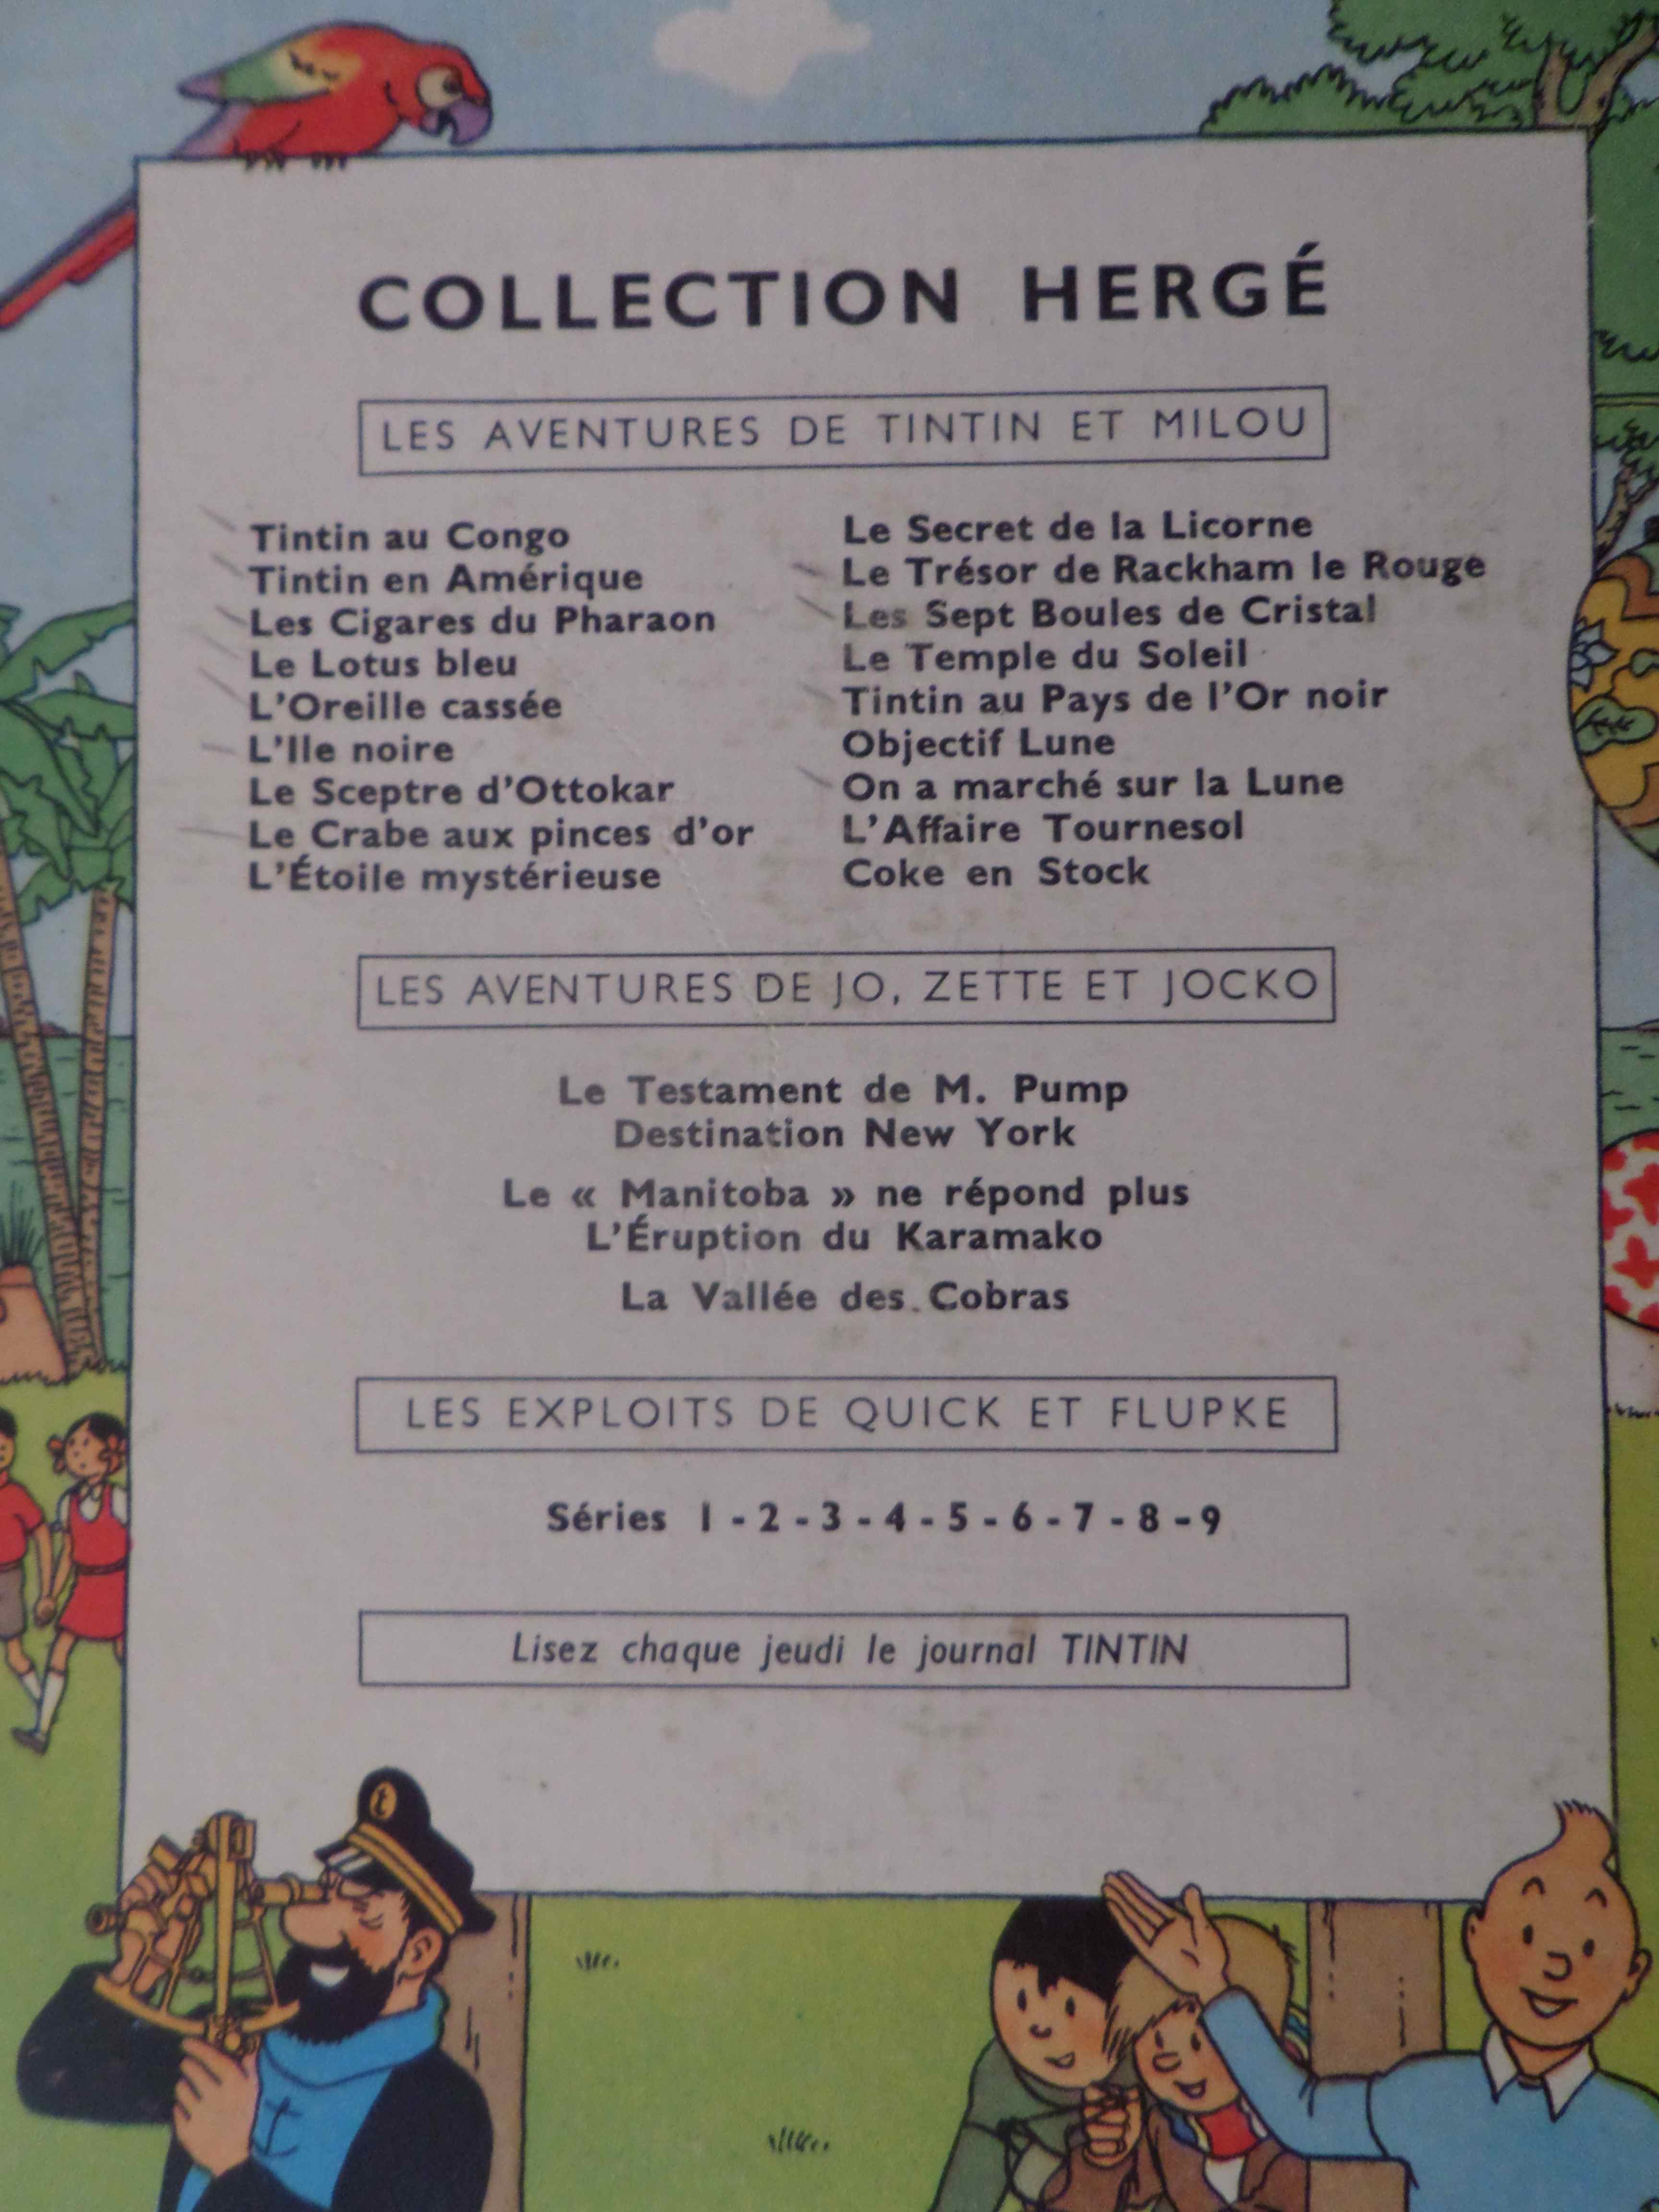 COLLECTION HERGÉ
LES AVENTURES DE TINTIN ET MILOU
Tintin au Congo
Tintin en Amérique
Les Cigares du Pharaon
Le Lotus bleu
L'Oreille cassée
L'Ile noire
Le Sceptre d'Ottokar
Le Crabe aux pinces d'or
L'Étoile mystérieuse
Le Secret de la Licorne
Le Trésor de Rackham le Rouge
Les Sept Boules de Cristal
Le Temple du Soleil
Tintin au Pays de l'Or noir
Objectif Lune
On a marché sur la Lune
L'Affaire Tournesol
Coke en Stock
LES AVENTURES DE JO, ZETTE ET JOCKO
Le Testament de M. Pump
Destination New York
Le « Manitoba » ne répond plus
L'Éruption du Karamako
La Vallée des Cobras
LES EXPLOITS DE QUICK ET FLUPKE
Séries 1 - 2 - 3 - 4 - 5 - 6 - 7 - 8 - 9
Lisez chaque jeudi le journal TINTIN
t